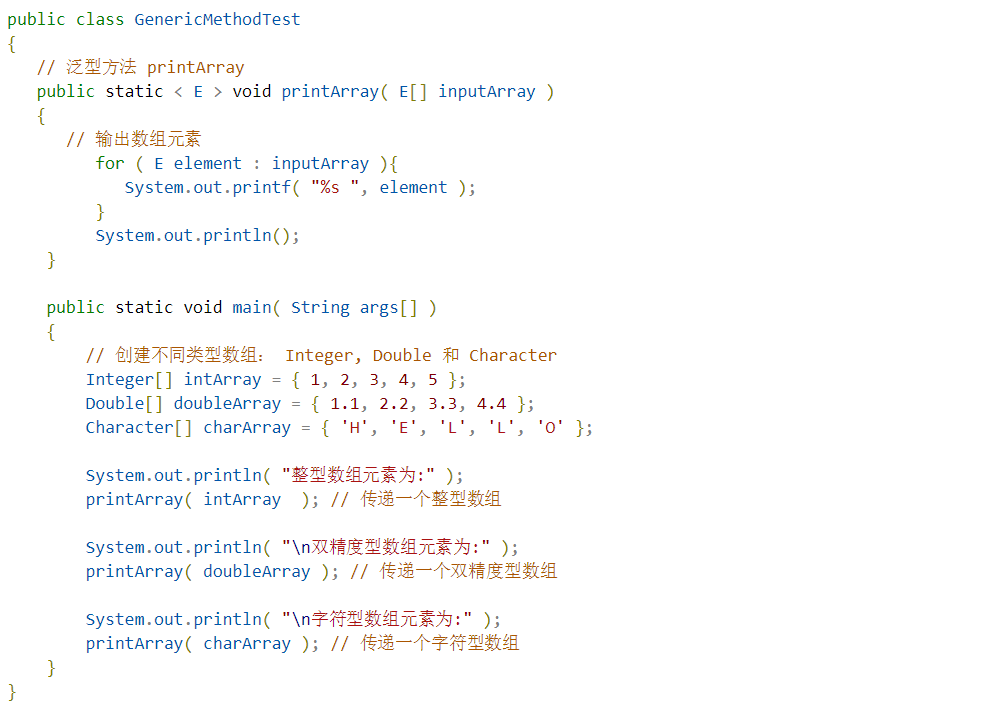 public class GenericMethodTest
{
   // 泛型方法 printArray
   public static < E > void printArray( E[] inputArray )
   {
      // 输出数组元素
         for ( E element : inputArray ){
            System.out.printf( "%s ", element );
         }
         System.out.println();
    }

    public static void main( String args[] )
    {
        // 创建不同类型数组： Integer, Double 和 Character
        Integer[] intArray = { 1, 2, 3, 4, 5 };
        Double[] doubleArray = { 1.1, 2.2, 3.3, 4.4 };
        Character[] charArray = { 'H', 'E', 'L', 'L', 'O' };

        System.out.println( "整型数组元素为:" );
        printArray( intArray  ); // 传递一个整型数组

        System.out.println( "\n双精度型数组元素为:" );
        printArray( doubleArray ); // 传递一个双精度型数组

        System.out.println( "\n字符型数组元素为:" );
        printArray( charArray ); // 传递一个字符型数组
    }
}